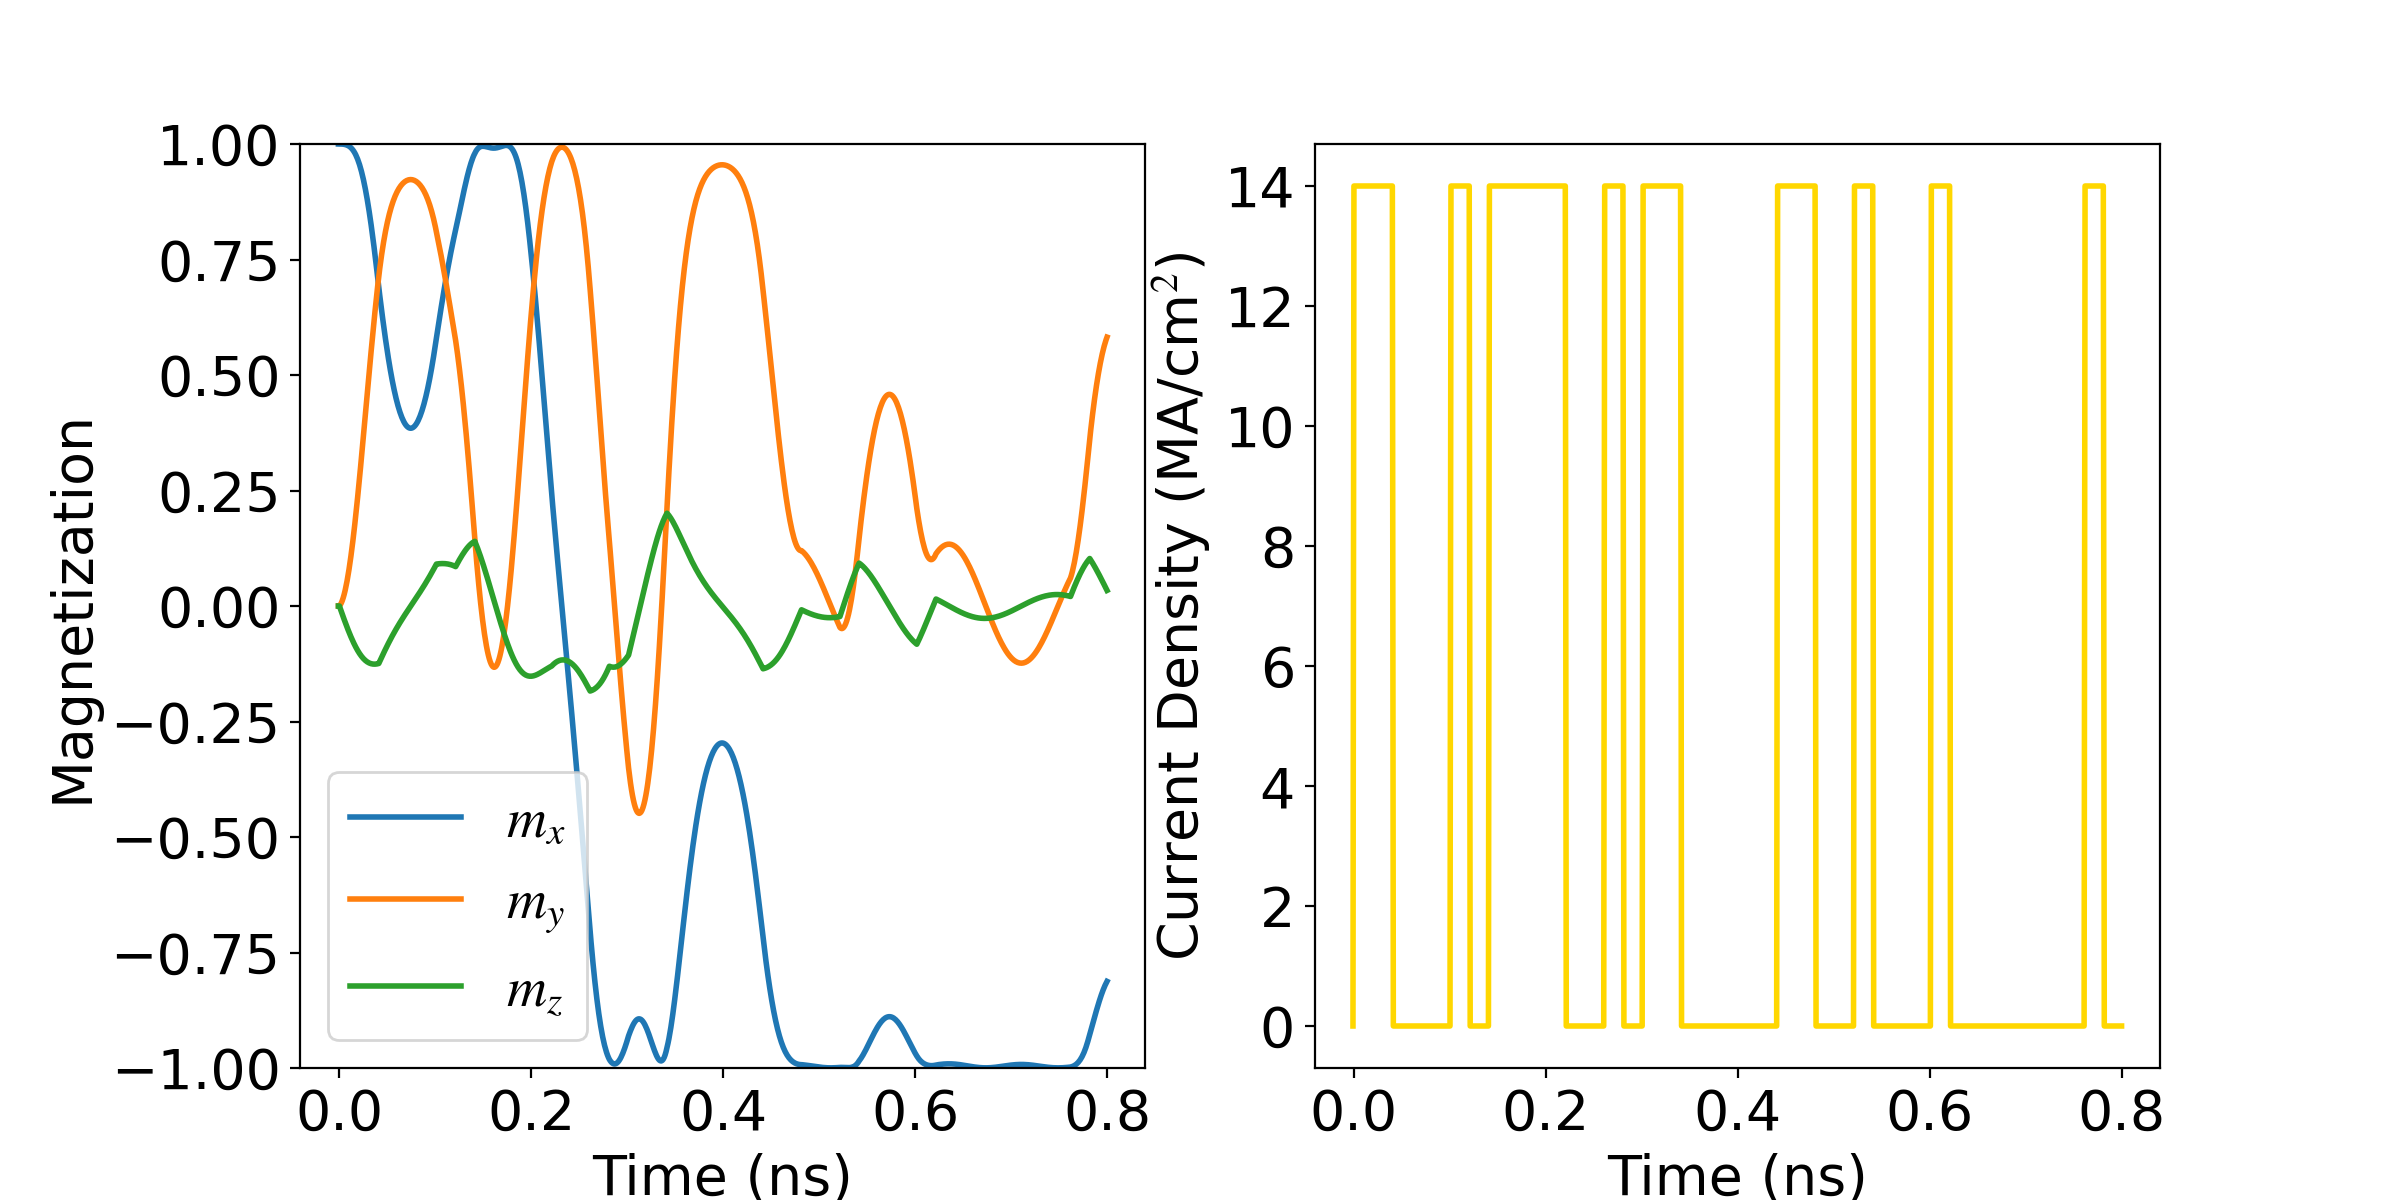 Magnetization
1.00
0.75
0.50
0.25
0.00
−0.25
−0.50
−0.75
−1.00
m_x
m_y
m_z
0.0 0.2 0.4 0.6 0.8
Time (ns)
Current Density (MA/cm²)
14
12
10
8
6
4
2
0
0.0 0.2 0.4 0.6 0.8
Time (ns)